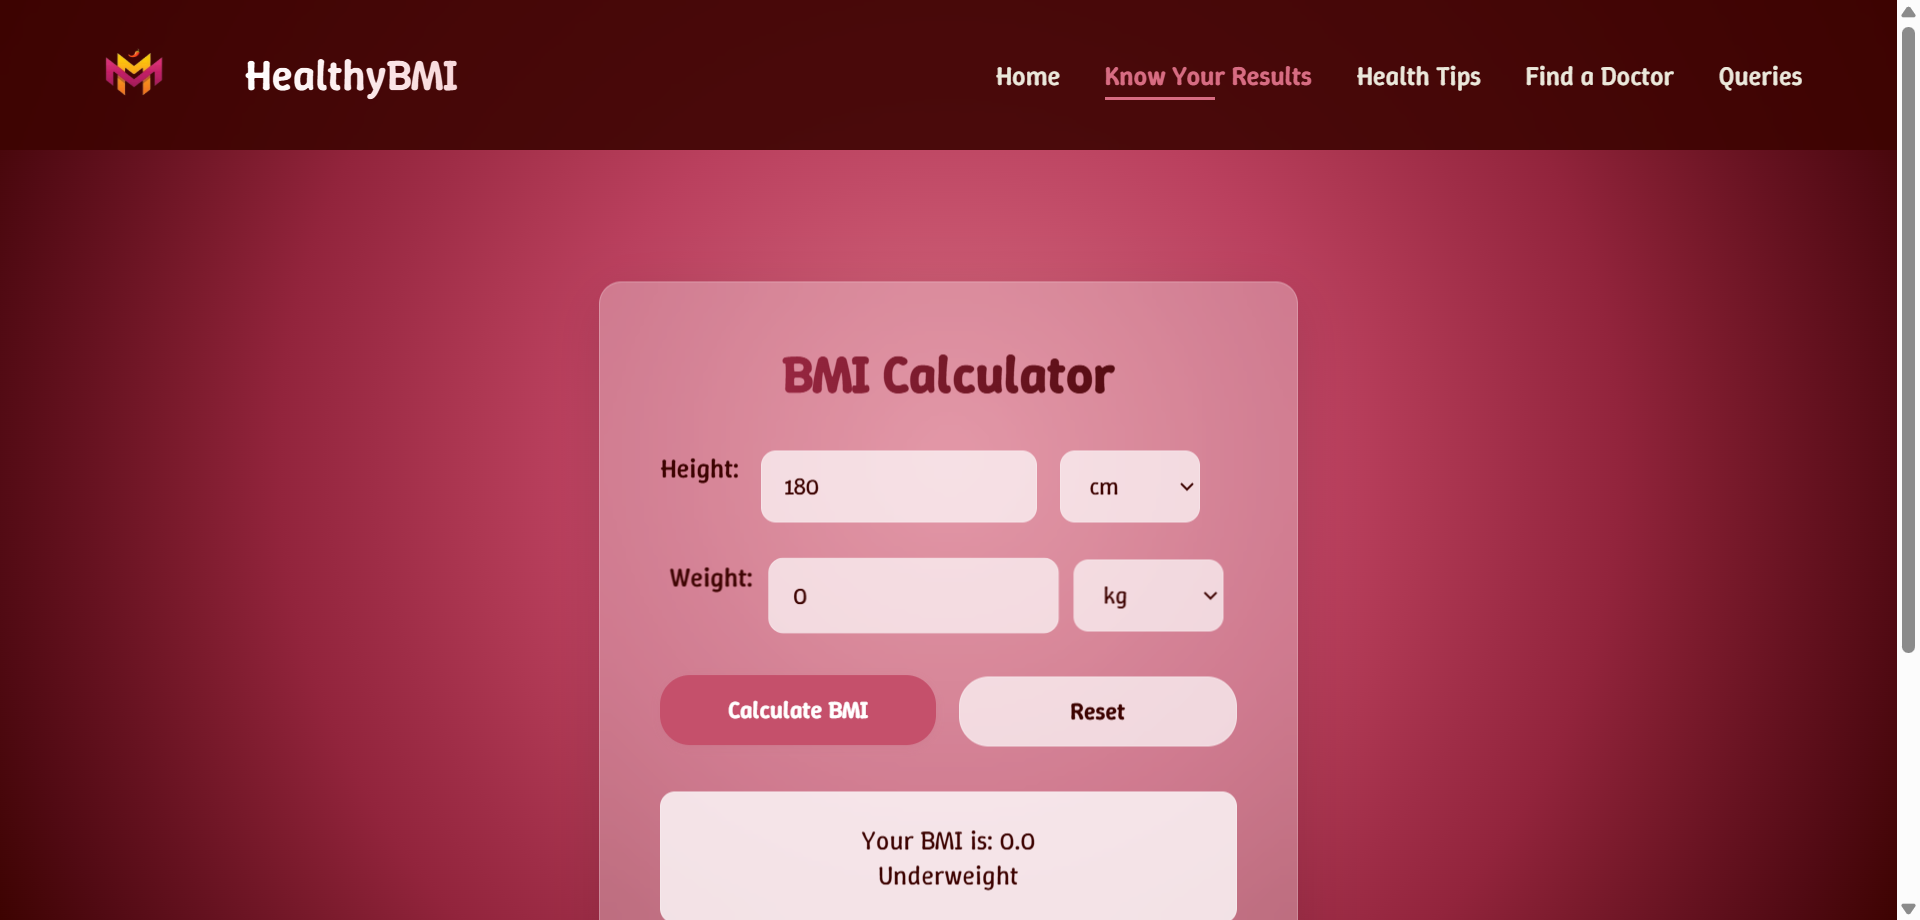 HealthyBMI
Home Know Your Results Health Tips Find a Doctor Queries
BMI Calculator
Height: 180 cm
Weight: 0 kg
Calculate BMI Reset
Your BMI is: 0.0
Underweight